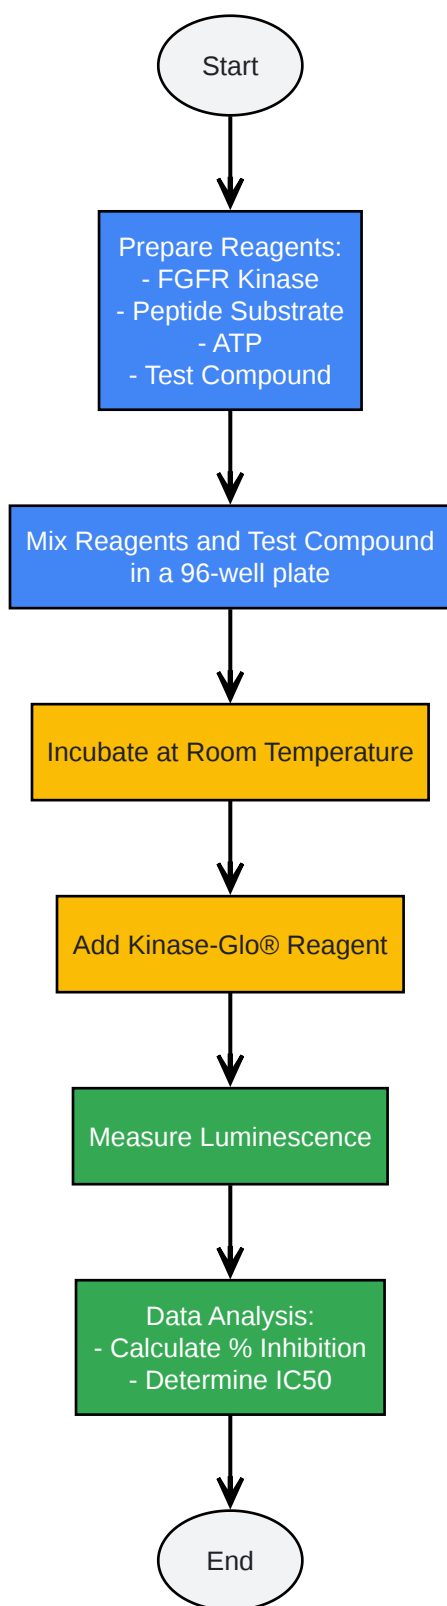 Start
Prepare Reagents:
- FGFR Kinase
- Peptide Substrate
- ATP
- Test Compound
Mix Reagents and Test Compound
in a 96-well plate
Incubate at Room Temperature
Add Kinase-Glo® Reagent
Measure Luminescence
Data Analysis:
- Calculate % Inhibition
- Determine IC50
End